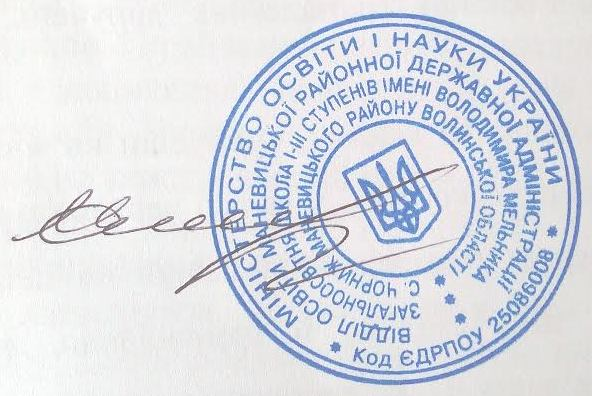 МІНІСТЕРСТВО ОСВІТИ І НАУКИ УКРАЇНИ
* Код ЄДРПОУ 25086008 *
ВІДДІЛ ОСВІТИ МАНЕВИЦЬКОЇ РАЙОННОЇ ДЕРЖАВНОЇ АДМІНІСТРАЦІЇ
ЗАГАЛЬНООСВІТНЯ ШКОЛА І-ІІІ СТУПЕНІВ ІМЕНІ ВОЛОДИМИРА МЕЛЬНИКА
С. ЧОРНИЖ МАНЕВИЦЬКОГО РАЙОНУ ВОЛИНСЬКОЇ ОБЛАСТІ